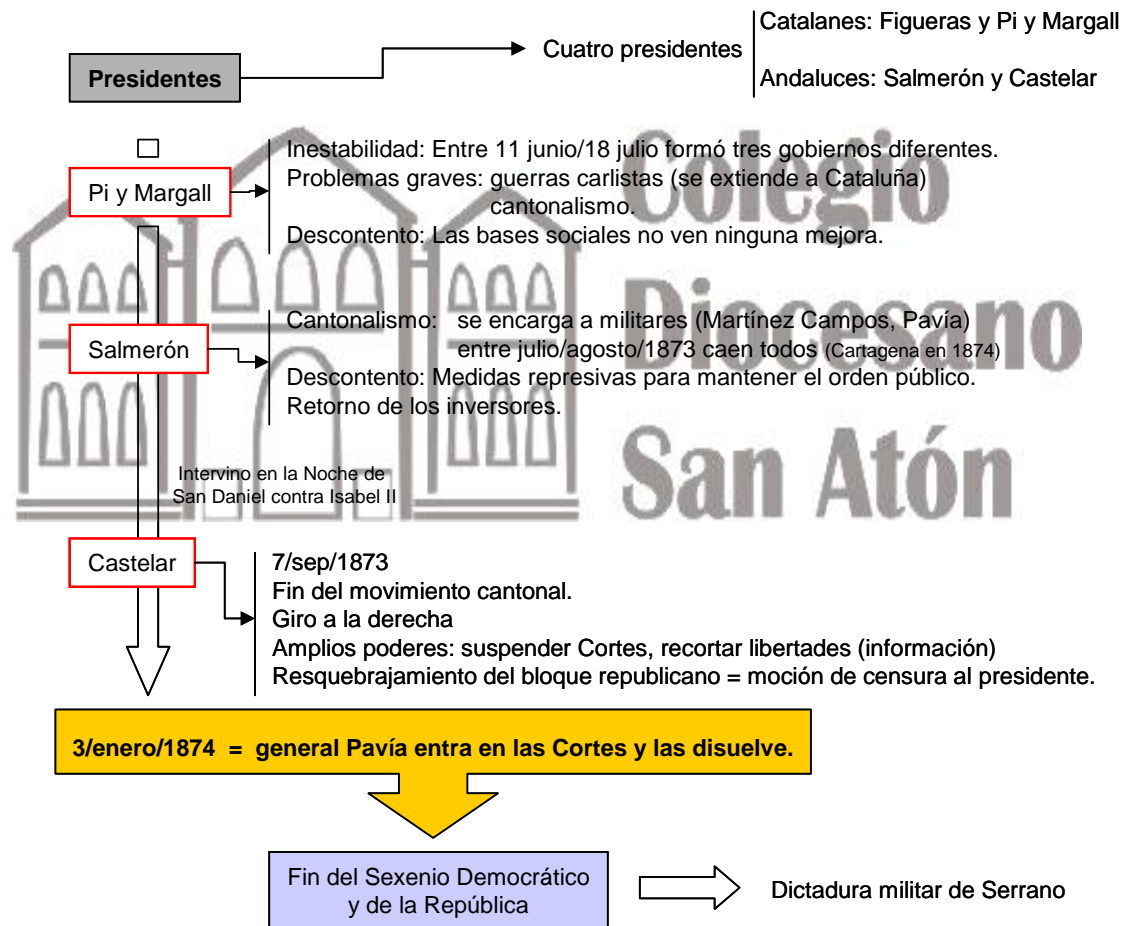 Catalanes: Figueras y Pi y Margall
Cuatro presidentes
Presidentes
Andaluces: Salmerón y Castelar
Inestabilidad: Entre 11 junio/18 julio formó tres gobiernos diferentes.
Problemas graves: guerras carlistas (se extiende a Cataluña)
Pi y Margall
cantonalismo.
Descontento: Las bases sociales no ven ninguna mejora.
Colegio
Diocesano
San Atón
Cantonalismo: se encarga a militares (Martínez Campos, Pavía)
Salmerón
entre julio/agosto/1873 caen todos (Cartagena en 1874)
Descontento: Medidas represivas para mantener el orden público.
Retorno de los inversores.
Intervino en la Noche de
San Daniel contra Isabel II
Castelar
7/sep/1873
Fin del movimiento cantonal.
Giro a la derecha
Amplios poderes: suspender Cortes, recortar libertades (información)
Resquebrajamiento del bloque republicano = moción de censura al presidente.
3/enero/1874 = general Pavía entra en las Cortes y las disuelve.
Fin del Sexenio Democrático
y de la República
Dictadura militar de Serrano